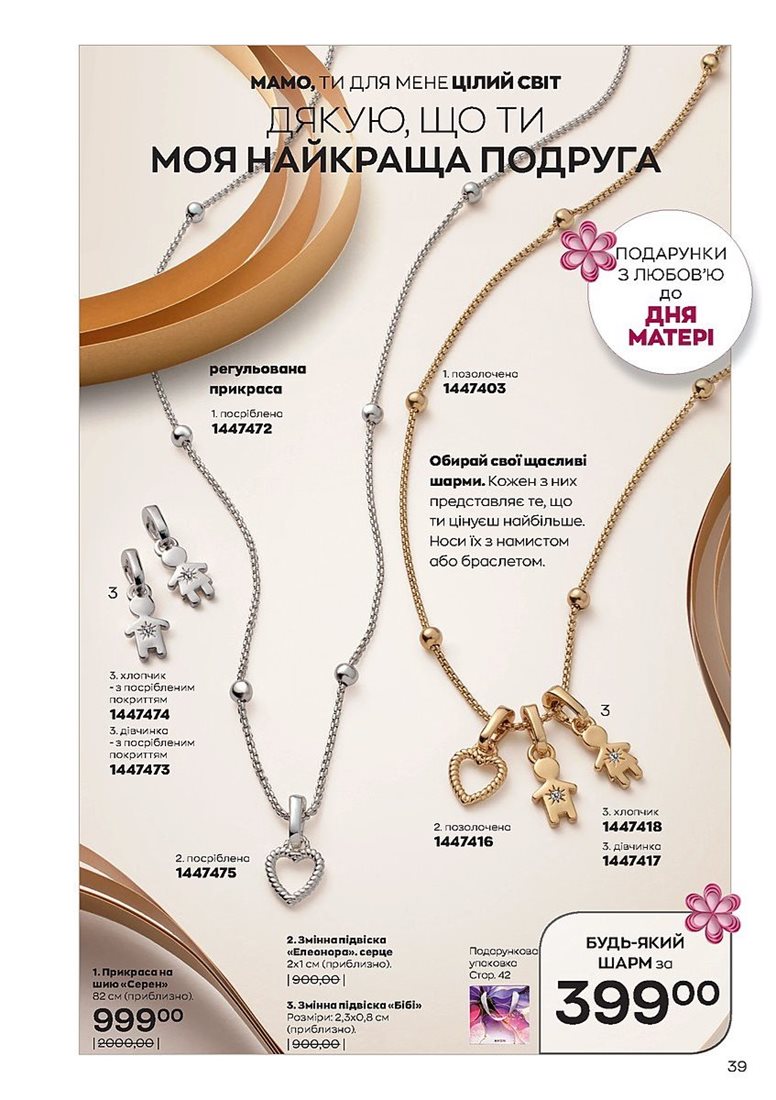 МАМО, ТИ ДЛЯ МЕНЕ ЦІЛИЙ СВІТ
ДЯКУЮ, ЩО ТИ
МОЯ НАЙКРАЩА ПОДРУГА
ПОДАРУНКИ
З ЛЮБОВ'Ю
ДО
ДНЯ
МАТЕРІ
регульована
прикраса
1. посріблена
1447472
1. позолочена
1447403
Обирай свої щасливі
шарми. Кожен з них
представляє те, що
ти цінуєш найбільше.
Носи їх з намистом
або браслетом.
3
3. хлопчик
- з посрібленим
покриттям
1447474
3. дівчинка
- з посрібленим
покриттям
1447473
3
2. позолочена
1447416
3. хлопчик
1447418
3. дівчинка
1447417
2. посріблена
1447475
1. Прикраса на
шию «Серен»
82 см (приблизно).
99900
|2000,00|
2. Змінна підвіска
«Елеонора». серце
2х1 см (приблизно).
|900,00|
3. Змінна підвіска «Бібі»
Розміри: 2,3х0,8 см
(приблизно).
|900,00|
Подарункова
упаковка
Стор. 42
AVON
БУДЬ-ЯКИЙ
ШАРМ за
39900
39